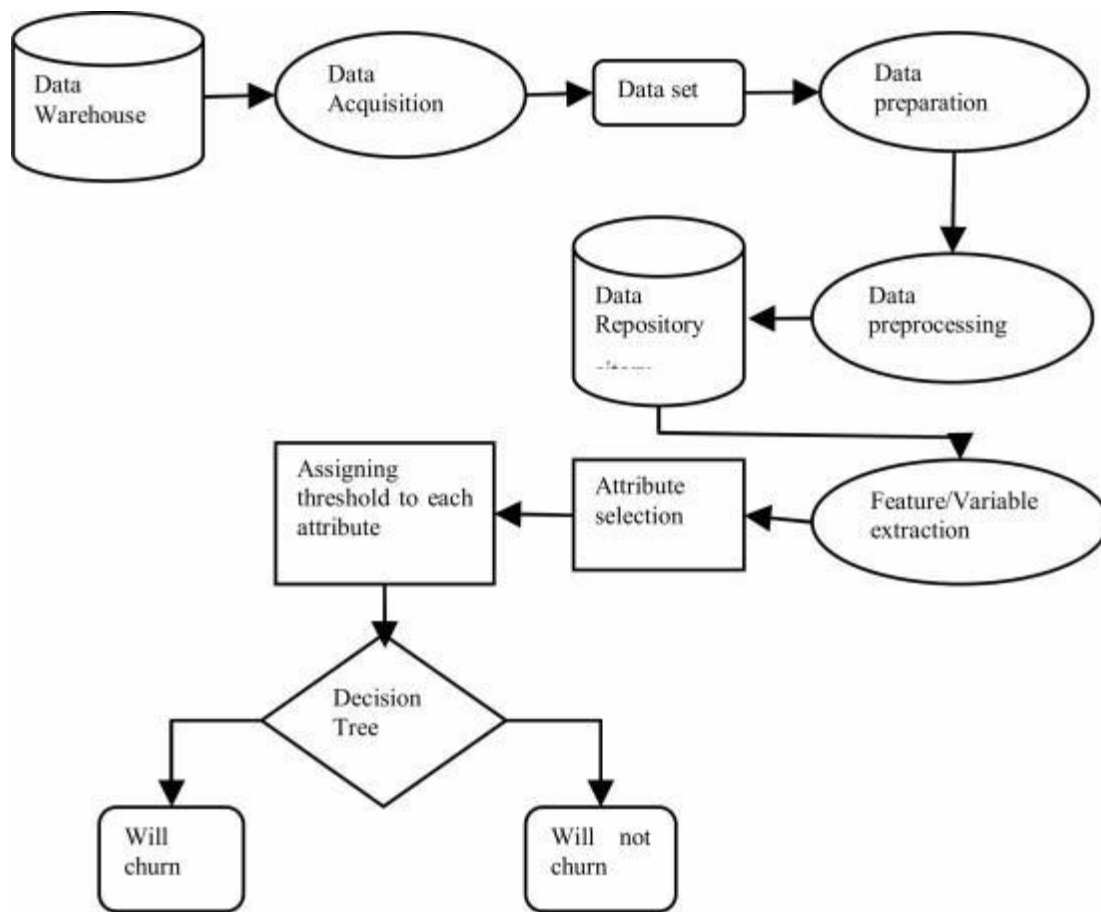 Data
Warehouse
Data
Acquisition
Data set
Data
preparation
Data
Repository
Data
preprocessing
Assigning
threshold to each
attribute
Attribute
selection
Feature/Variable
extraction
Decision
Tree
Will
churn
Will not
churn